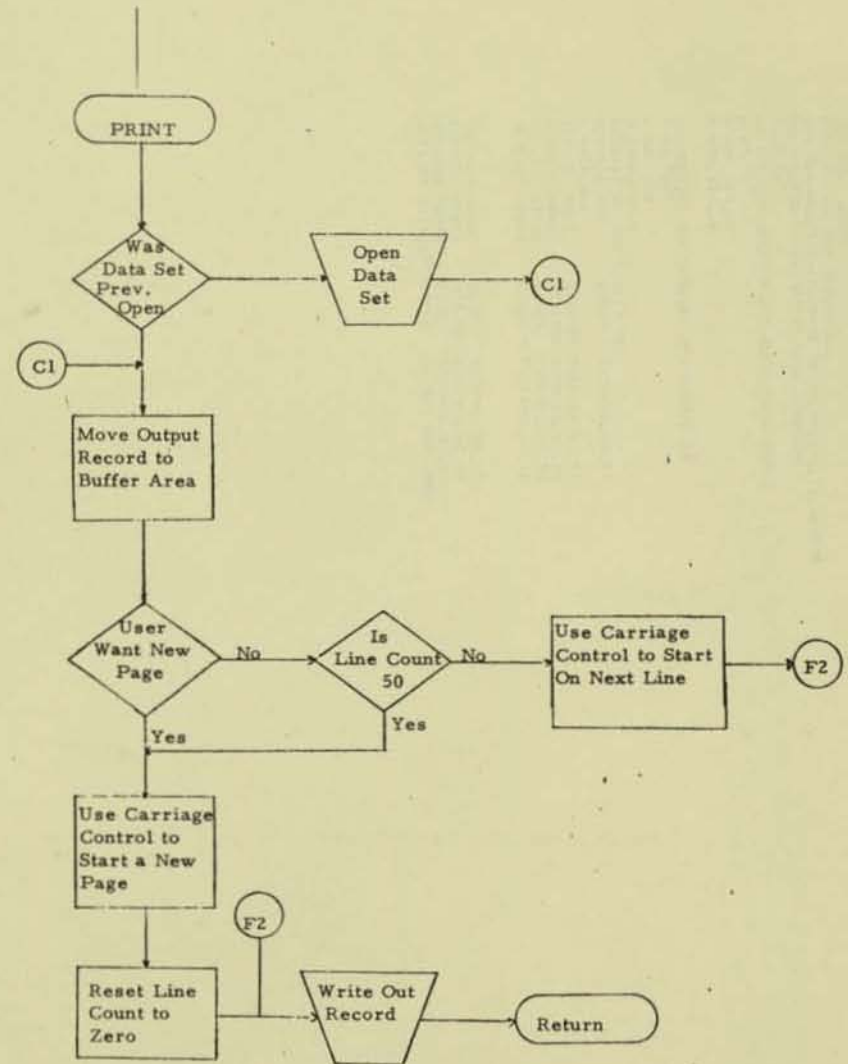 PRINT
Was
Data Set
Prev.
Open
Open
Data
Set
C1
C1
Move Output
Record to
Buffer Area
User
Want New
Page
No
Is
Line Count
50
No
Use Carriage
Control to Start
On Next Line
F2
Yes
Yes
Use Carriage
Control to
Start a New
Page
F2
Reset Line
Count to
Zero
Write Out
Record
Return